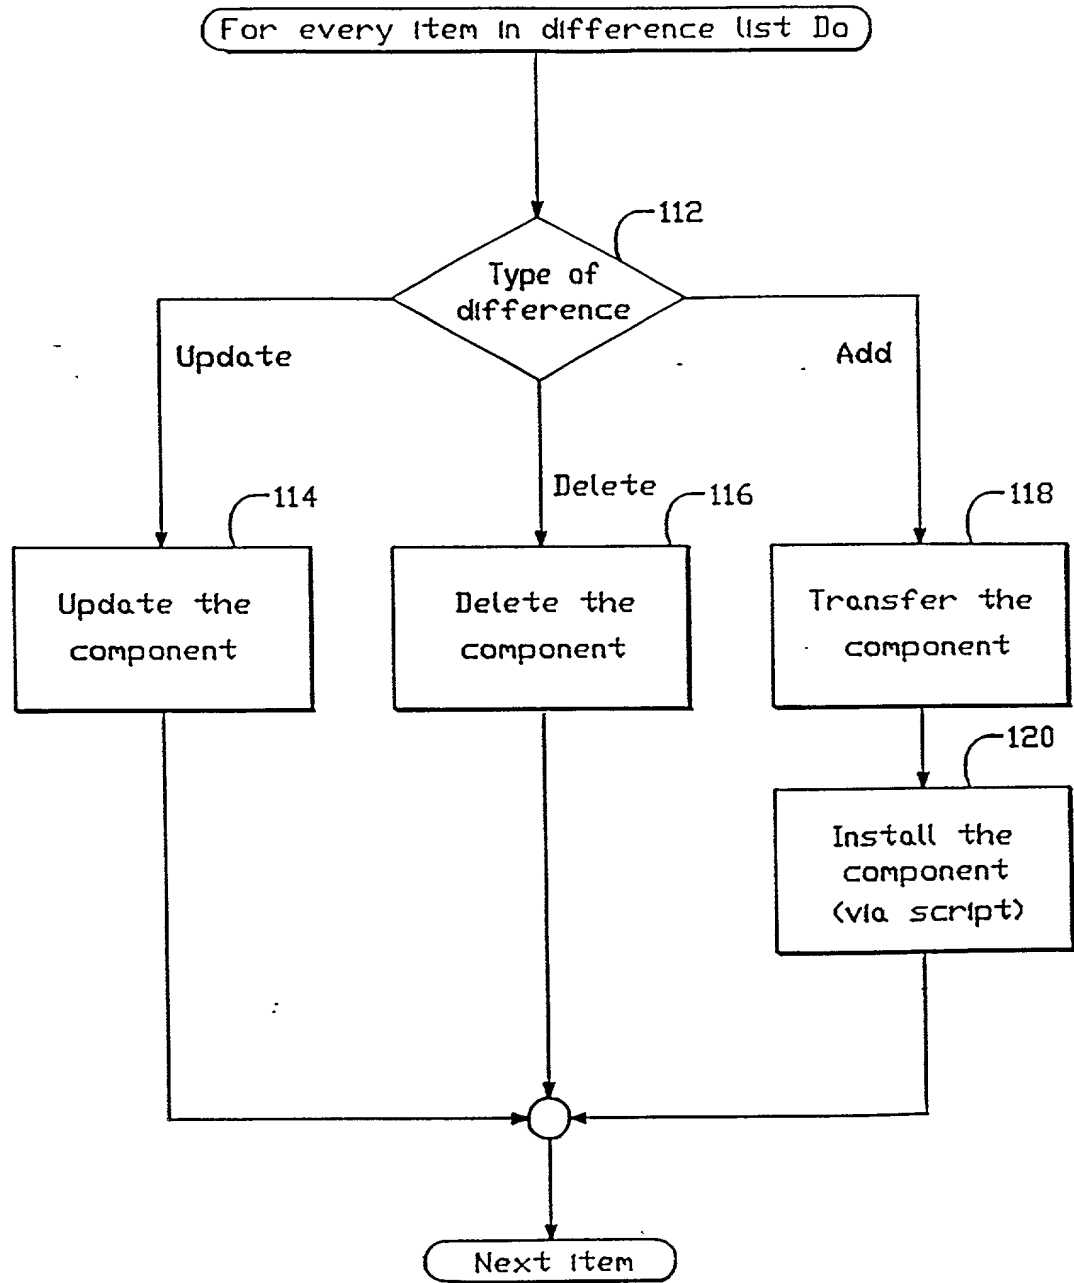 For every item in difference list Do
112
Type of
difference
Update
Add
Delete
114
116
118
Update the
component
Delete the
component
Transfer the
component
120
Install the
component
(via script)
Next item